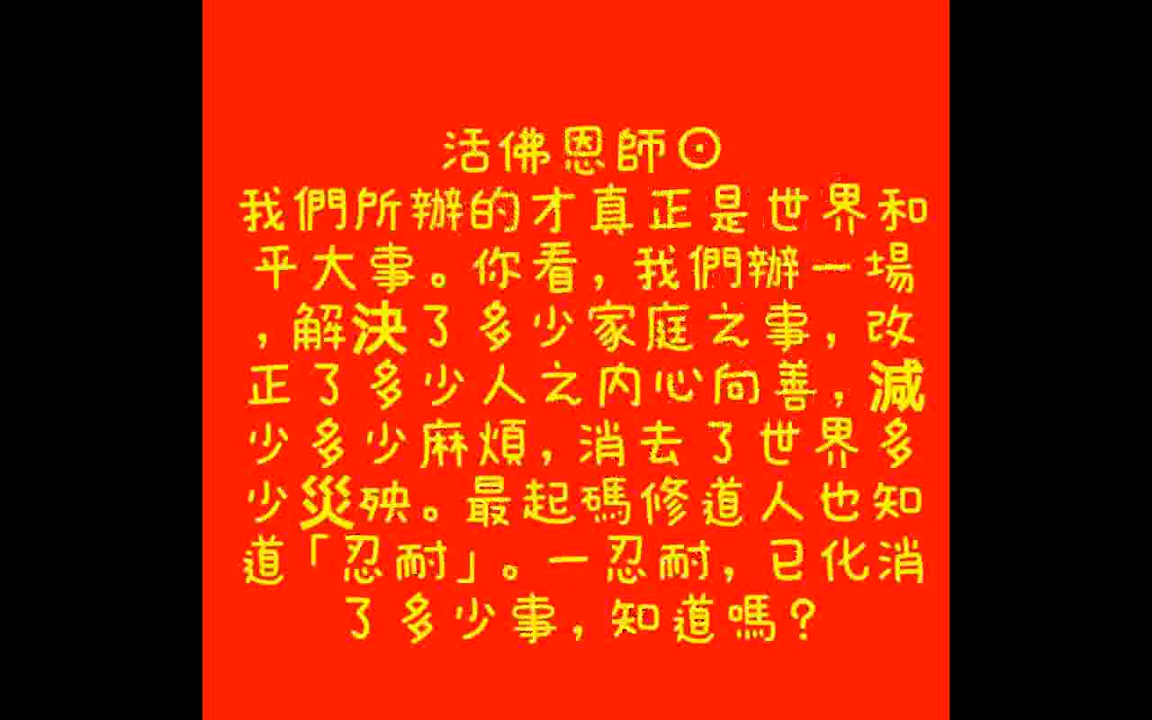 活佛恩師⊙
我們所辦的才真正是世界和
平大事。你看，我們辦一場
，解決了多少家庭之事，改
正了多少人之內心向善，減
少多少麻煩，消去了世界多
少災殃。最起碼修道人也知
道「忍耐」。一忍耐，已化消
了多少事，知道嗎？